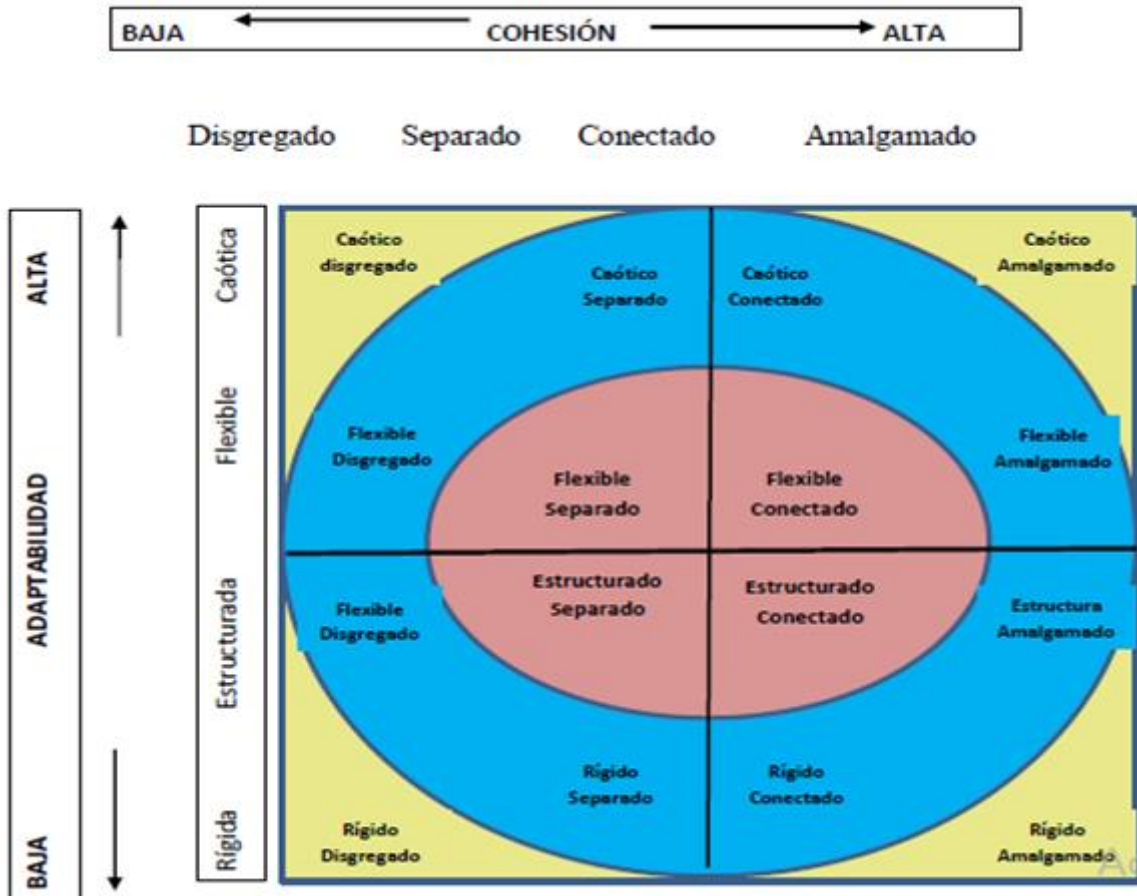 BAJA COHESIÓN ALTA
Disgregado Separado Conectado Amalgamado
ALTA
ADAPTABILIDAD
BAJA
Caótica
Flexible
Estructurada
Rígida
Caótico
disgregado
Caótico
Separado
Caótico
Conectado
Caótico
Amalgamado
Flexible
Disgregado
Flexible
Separado
Flexible
Conectado
Flexible
Amalgamado
Flexible
Disgregado
Estructurado
Separado
Estructurado
Conectado
Estructura
Amalgamado
Rígido
Disgregado
Rígido
Separado
Rígido
Conectado
Rígido
Amalgamado